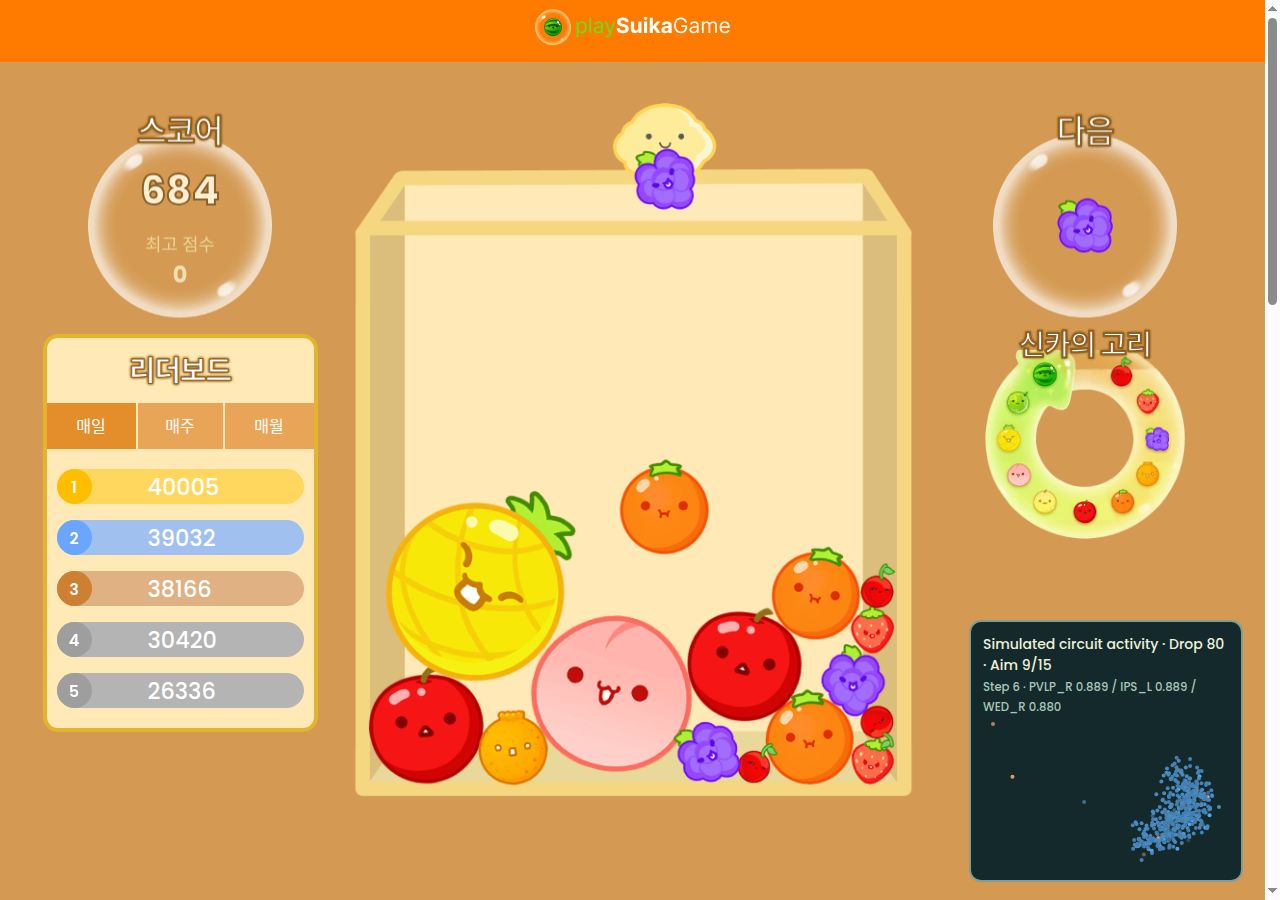 playSuikaGame
스코어
684
최고 점수
0
다음
신카의 고리
리더보드
매일 매주 매월
1 40005
2 39032
3 38166
4 30420
5 26336
Simulated circuit activity · Drop 80
· Aim 9/15
Step 6 · PVLP_R 0.889 / IPS_L 0.889 /
WED_R 0.880